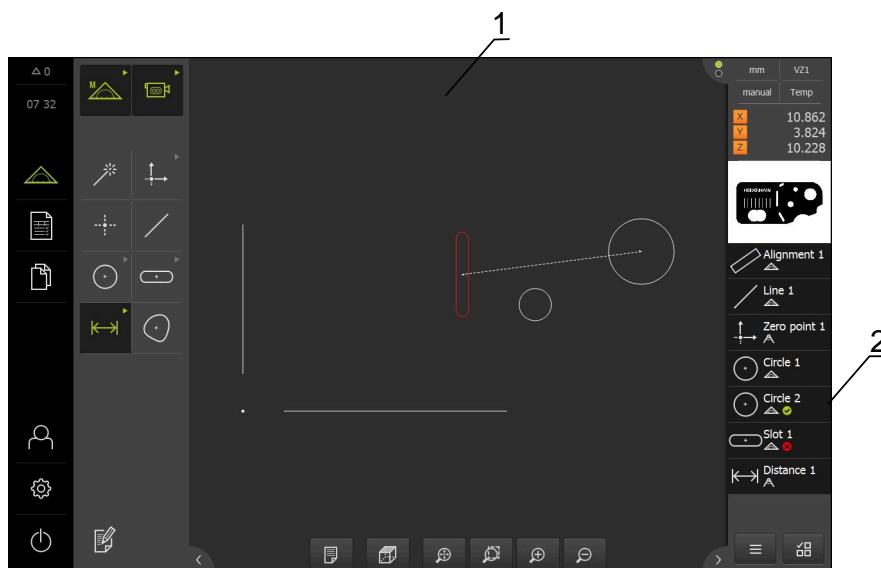 1
0
07 32
M
mm VZ1
manual Temp
X 10.862
Y 3.824
Z 10.228
HEIDENHAIN
Alignment 1
Line 1
Zero point 1
Circle 1
2
Circle 2
Slot 1
Distance 1